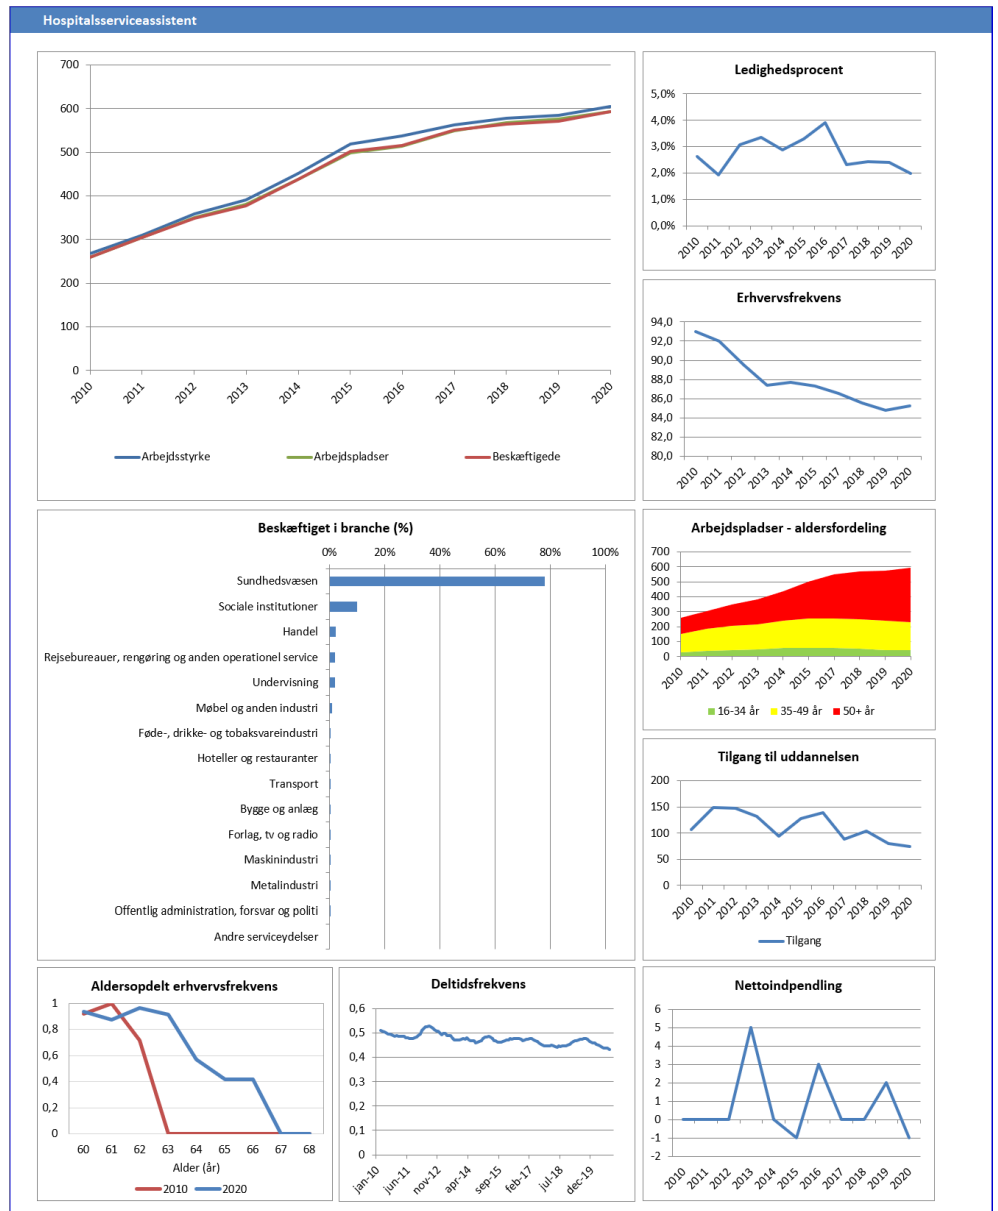 Hospitalsserviceassistent
700
600
500
400
300
200
100
0
2010 2011 2012 2013 2014 2015 2016 2017 2018 2019 2020
Arbejdsstyrke Arbejdspladser Beskæftigede
Ledighedsprocent
5,0%
4,0%
3,0%
2,0%
1,0%
0,0%
2010 2011 2012 2013 2014 2015 2016 2017 2018 2019 2020
Erhvervsfrekvens
94,0
92,0
90,0
88,0
86,0
84,0
82,0
80,0
2010 2011 2012 2013 2014 2015 2016 2017 2018 2019 2020
Beskæftiget i branche (%)
0% 20% 40% 60% 80% 100%
Sundhedsvæsen
Sociale institutioner
Handel
Rejsebureauer, rengøring og anden operationel service
Undervisning
Møbel og anden industri
Føde-, drikke- og tobaksvareindustri
Hoteller og restauranter
Transport
Bygge og anlæg
Forlag, tv og radio
Maskinindustri
Metalindustri
Offentlig administration, forsvar og politi
Andre serviceydelser
Arbejdspladser - aldersfordeling
700
600
500
400
300
200
100
0
2010 2011 2012 2013 2014 2015 2016 2017 2018 2019 2020
16-34 år 35-49 år 50+ år
Tilgang til uddannelsen
200
150
100
50
0
2010 2011 2012 2013 2014 2015 2016 2017 2018 2019 2020
Tilgang
Aldersopdelt erhvervsfrekvens
1
0,8
0,6
0,4
0,2
0
60 61 62 63 64 65 66 67 68
Alder (år)
2010 2020
Deltidsfrekvens
0,6
0,5
0,4
0,3
0,2
0,1
0
jan-10 jun-11 nov-12 apr-14 sep-15 feb-17 jul-18 dec-19
Nettoindpendling
6
5
4
3
2
1
0
-1
-2
2010 2011 2012 2013 2014 2015 2016 2017 2018 2019 2020